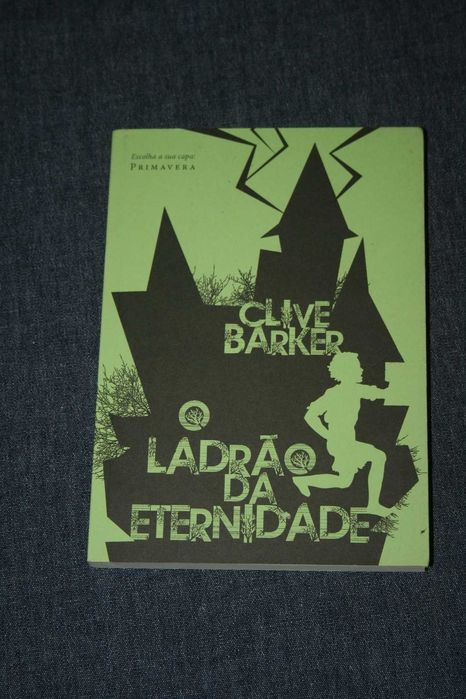 Escolha a sua capa:
PRIMAVERA
CLIVE
BARKER
O
LADRÃO
DA
ETERNIDADE